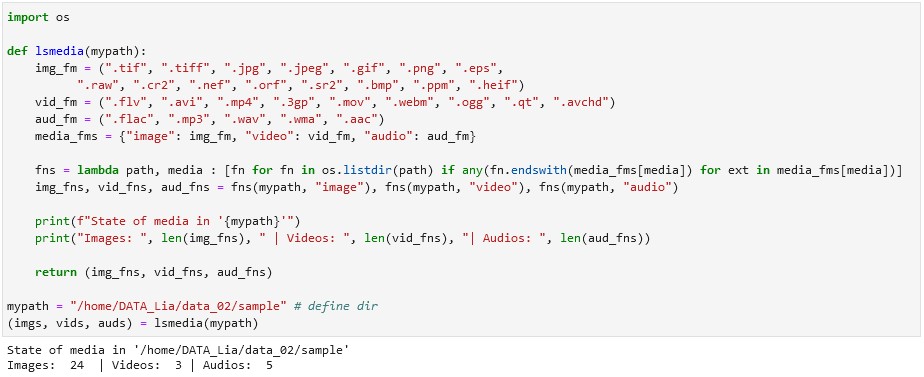 import os

def lsmedia(mypath):
    img_fm = (".tif", ".tiff", ".jpg", ".jpeg", ".gif", ".png", ".eps",
          ".raw", ".cr2", ".nef", ".orf", ".sr2", ".bmp", ".ppm", ".heif")
    vid_fm = (".flv", ".avi", ".mp4", ".3gp", ".mov", ".webm", ".ogg", ".qt", ".avchd")
    aud_fm = (".flac", ".mp3", ".wav", ".wma", ".aac")
    media_fms = {"image": img_fm, "video": vid_fm, "audio": aud_fm}

    fns = lambda path, media : [fn for fn in os.listdir(path) if any(fn.endswith(media_fms[media]) for ext in media_fms[media])]
    img_fns, vid_fns, aud_fns = fns(mypath, "image"), fns(mypath, "video"), fns(mypath, "audio")

    print(f"State of media in '{mypath}'")
    print("Images: ", len(img_fns), " | Videos: ", len(vid_fns), "| Audios: ", len(aud_fns))

    return (img_fns, vid_fns, aud_fns)

mypath = "/home/DATA_Lia/data_02/sample" # define dir
(imgs, vids, auds) = lsmedia(mypath)
State of media in '/home/DATA_Lia/data_02/sample'
Images:  24  | Videos:  3 | Audios:  5